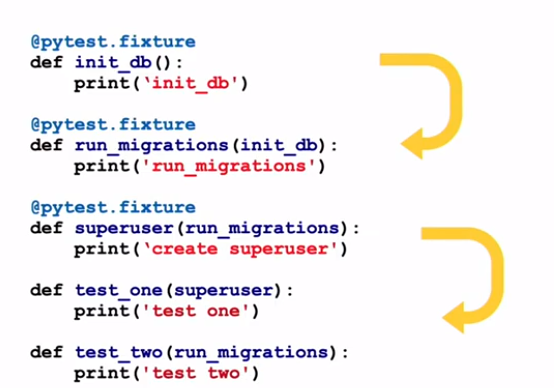 @pytest.fixture
def init_db():
    print(‘init_db')
@pytest.fixture
def run_migrations(init_db):
    print('run_migrations')
@pytest.fixture
def superuser(run_migrations):
    print(‘create superuser')
def test_one(superuser):
    print('test one')
def test_two(run_migrations):
    print('test two')